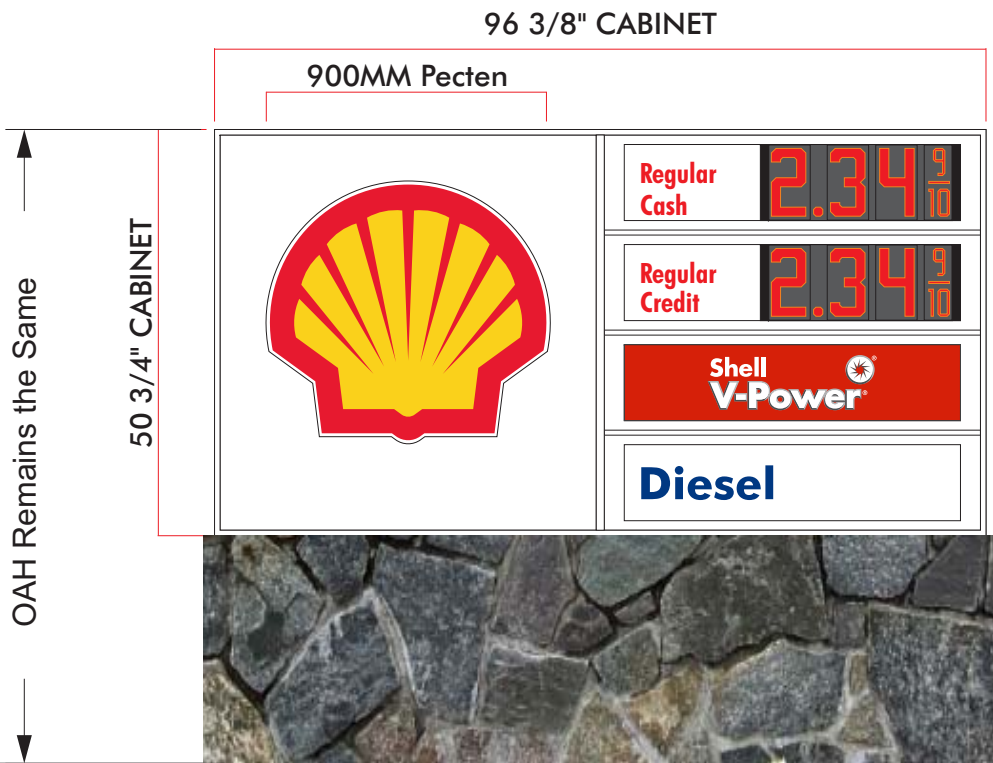 96 3/8" CABINET
900MM Pecten
OAH Remains the Same
50 3/4" CABINET
Regular
Cash
2.34 9/10
Regular
Credit
2.34 9/10
Shell
V-Power®
Diesel